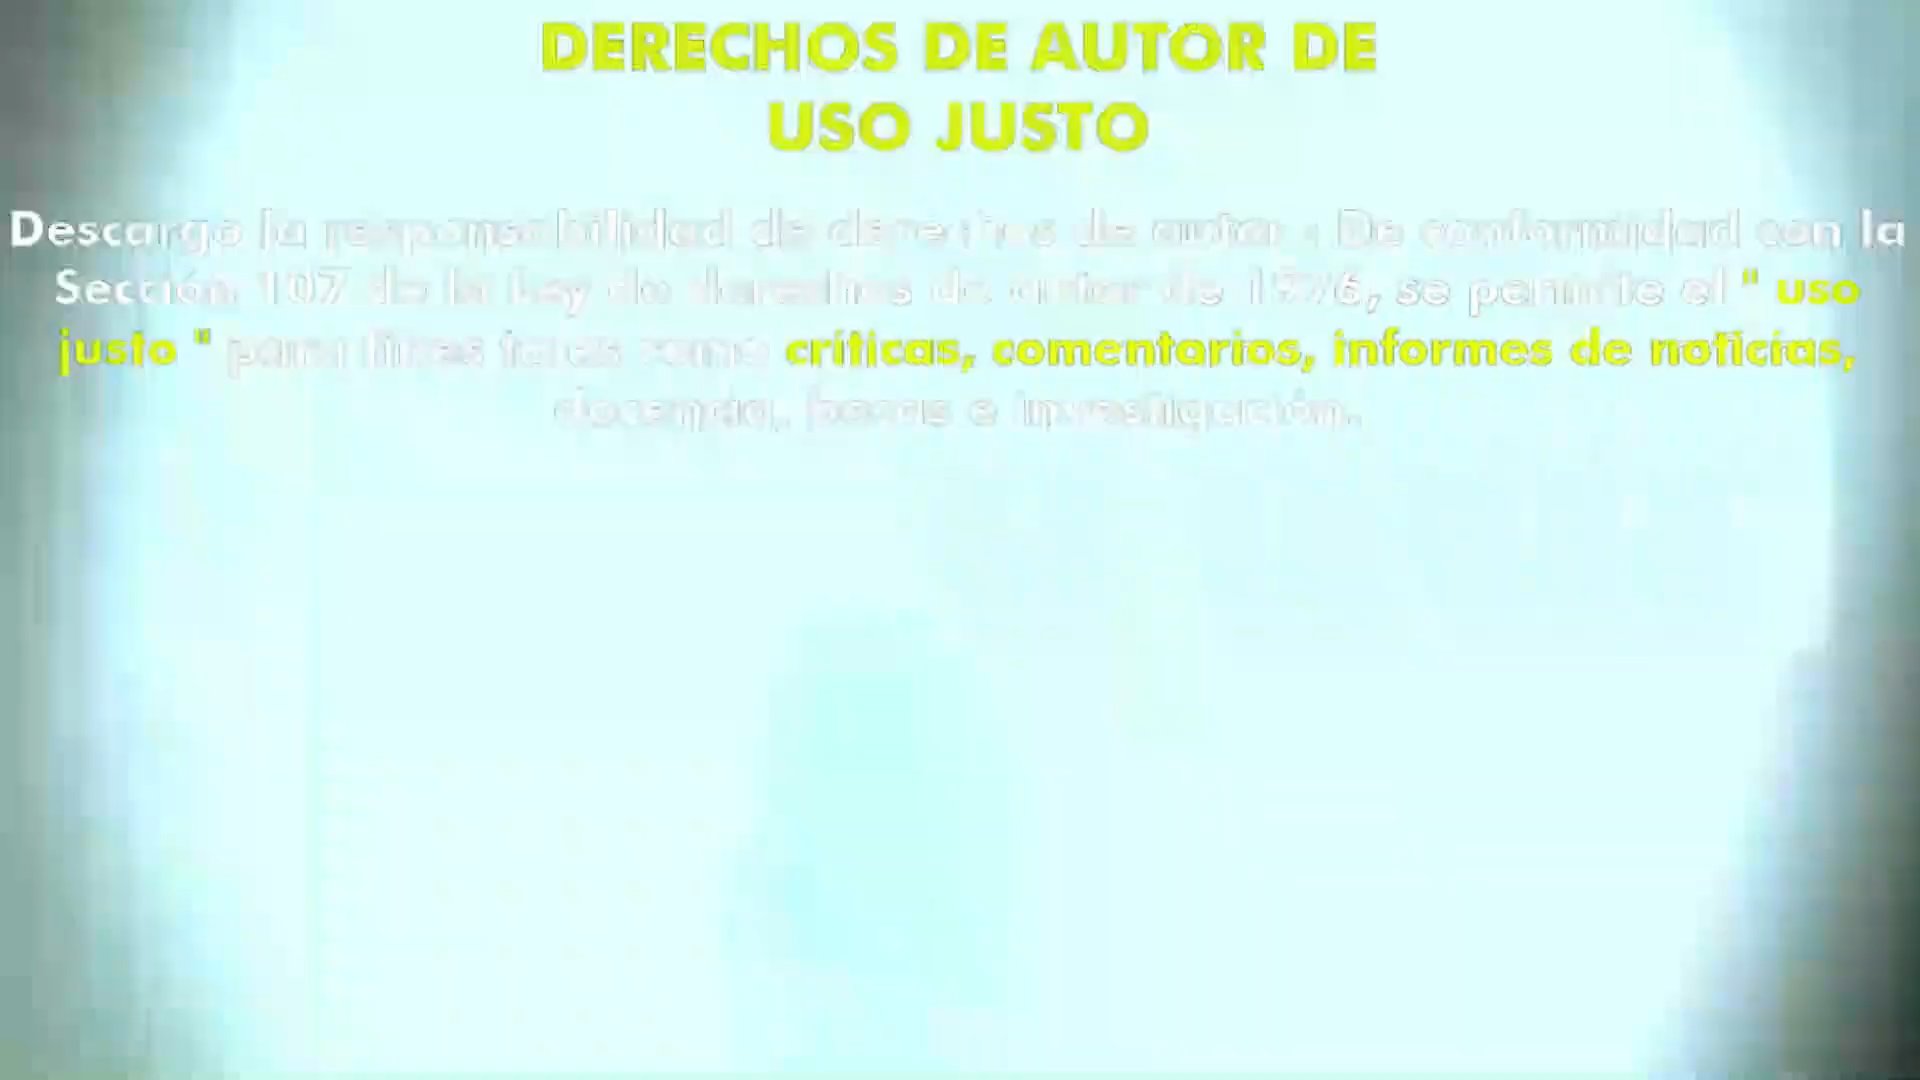 DERECHOS DE AUTOR DE
USO JUSTO
Descargo la responsabilidad de derechos de autor : De conformidad con la
Sección 107 de la Ley de derechos de autor de 1976, se permite el " uso
justo " para fines tales como críticas, comentarios, informes de noticias,
docencia, becas e investigación.